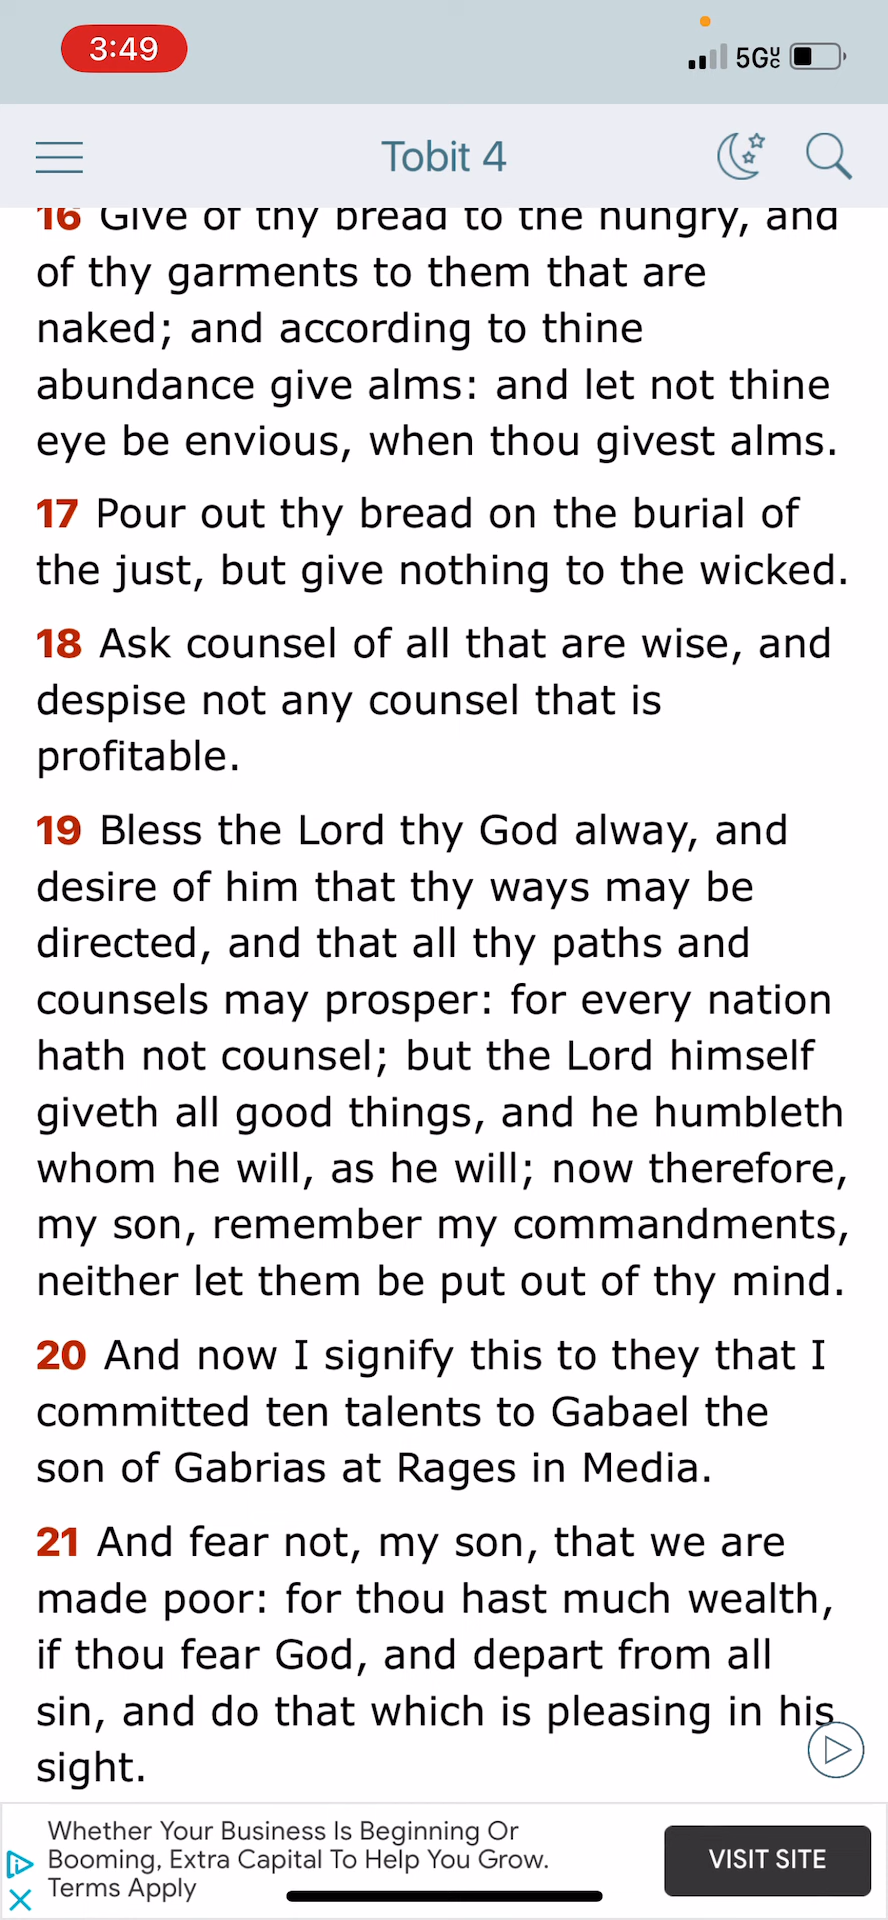 3:49
5G
Tobit 4
16 Give of thy bread to the hungry, and
of thy garments to them that are
naked; and according to thine
abundance give alms: and let not thine
eye be envious, when thou givest alms.
17 Pour out thy bread on the burial of
the just, but give nothing to the wicked.
18 Ask counsel of all that are wise, and
despise not any counsel that is
profitable.
19 Bless the Lord thy God alway, and
desire of him that thy ways may be
directed, and that all thy paths and
counsels may prosper: for every nation
hath not counsel; but the Lord himself
giveth all good things, and he humbleth
whom he will, as he will; now therefore,
my son, remember my commandments,
neither let them be put out of thy mind.
20 And now I signify this to they that I
committed ten talents to Gabael the
son of Gabrias at Rages in Media.
21 And fear not, my son, that we are
made poor: for thou hast much wealth,
if thou fear God, and depart from all
sin, and do that which is pleasing in his
sight.
Whether Your Business Is Beginning Or
Booming, Extra Capital To Help You Grow.
Terms Apply
VISIT SITE